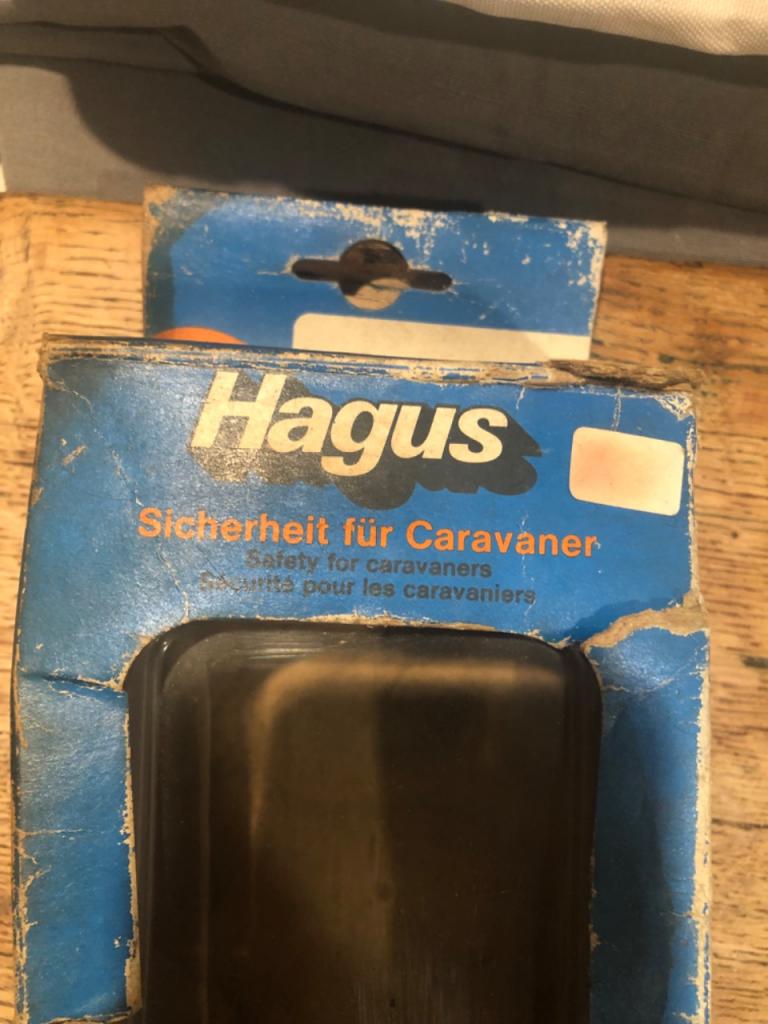 Hagus
Sicherheit für Caravaner
Safety for caravaners
Sécurité pour les caravaniers